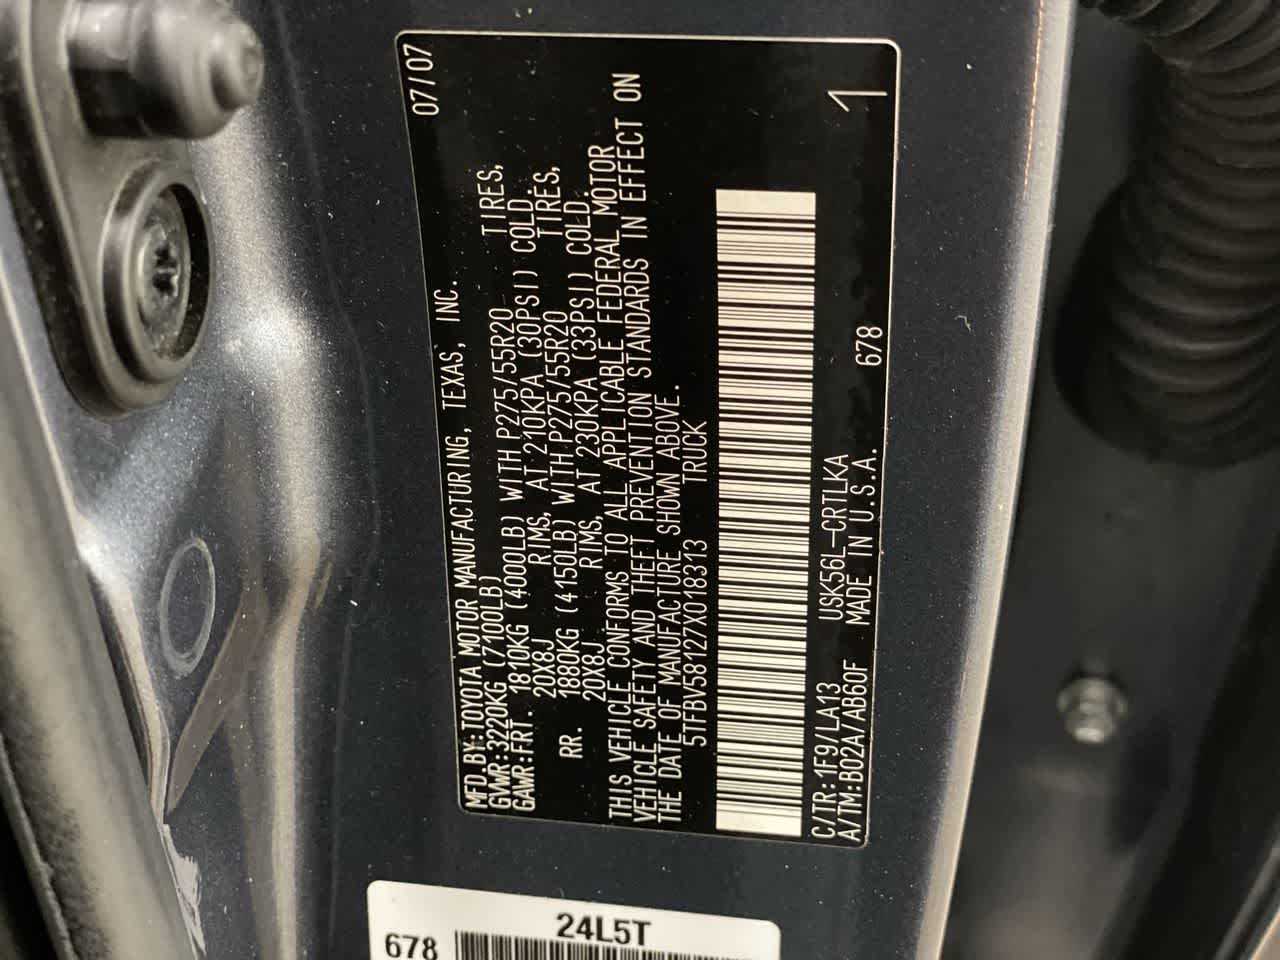 07/07
MFD.BY:TOYOTA MOTOR MANUFACTURING, TEXAS, INC.
GVWR:3220KG (7100LB)
GAWR:FRT. 1810KG (4000LB) WITH P275/55R20 TIRES,
20X8J RIMS, AT 210KPA (30PSI) COLD.
RR. 1880KG (4150LB) WITH P275/55R20 TIRES,
20X8J RIMS, AT 230KPA (33PSI) COLD.
THIS VEHICLE CONFORMS TO ALL APPLICABLE FEDERAL MOTOR
VEHICLE SAFETY AND THEFT PREVENTION STANDARDS IN EFFECT ON
THE DATE OF MANUFACTURE SHOWN ABOVE.
5TFBV58127X018313 TRUCK
C/TR:1F9/LA13 USK56L-CRTLKA
A/TM:B02A/AB60F MADE IN U.S.A. 678
1
24L5T
678